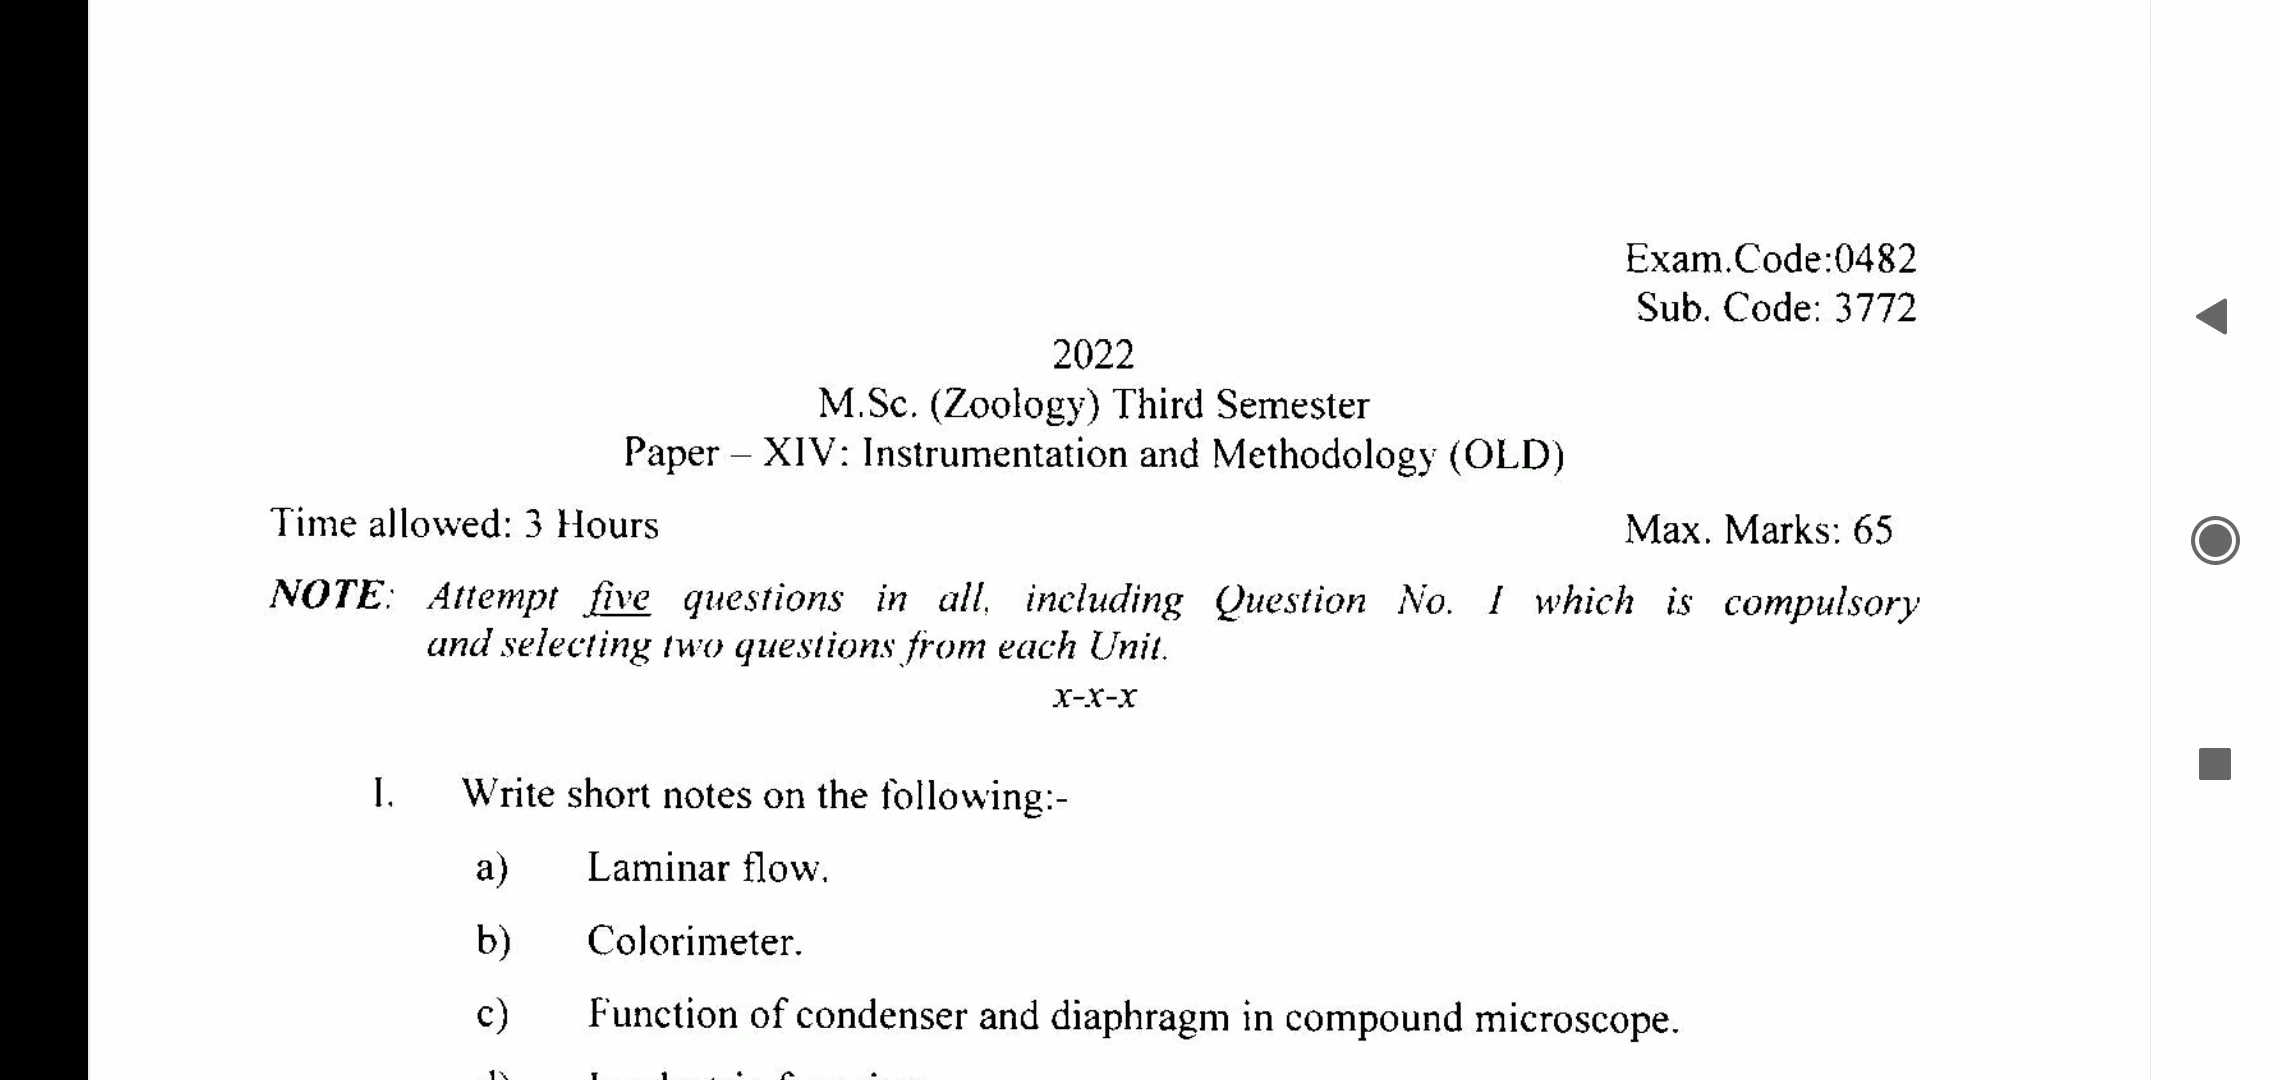 Exam.Code:0482
Sub. Code: 3772
2022
M.Sc. (Zoology) Third Semester
Paper – XIV: Instrumentation and Methodology (OLD)
Time allowed: 3 Hours
Max. Marks: 65
NOTE: Attempt five questions in all, including Question No. I which is compulsory
and selecting two questions from each Unit.
x-x-x
I. Write short notes on the following:-
a) Laminar flow.
b) Colorimeter.
c) Function of condenser and diaphragm in compound microscope.